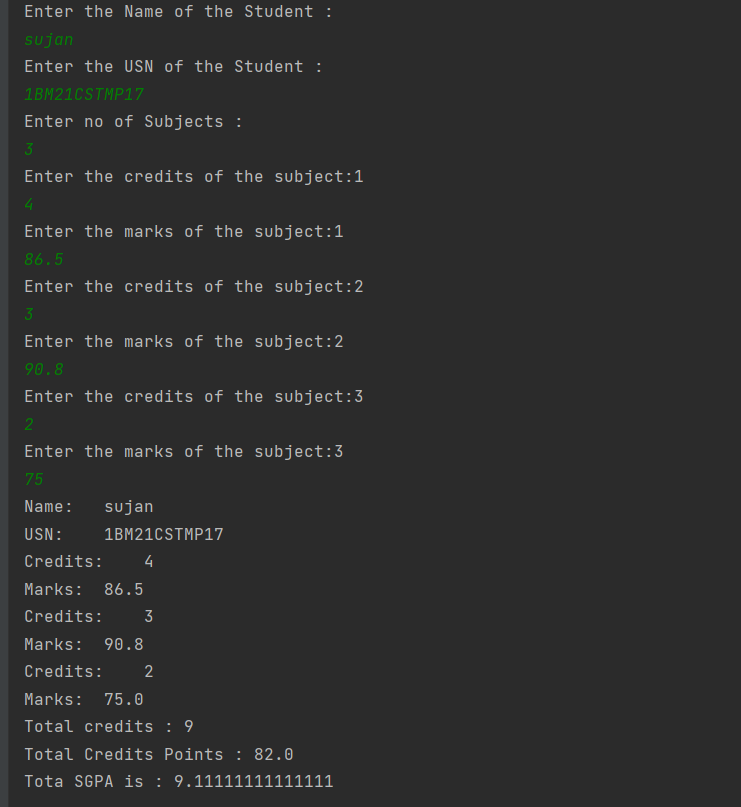 Enter the Name of the Student :
sujan
Enter the USN of the Student :
1BM21CSTMP17
Enter no of Subjects :
3
Enter the credits of the subject:1
4
Enter the marks of the subject:1
86.5
Enter the credits of the subject:2
3
Enter the marks of the subject:2
90.8
Enter the credits of the subject:3
2
Enter the marks of the subject:3
75
Name:   sujan
USN:    1BM21CSTMP17
Credits:    4
Marks:  86.5
Credits:    3
Marks:  90.8
Credits:    2
Marks:  75.0
Total credits : 9
Total Credits Points : 82.0
Tota SGPA is : 9.11111111111111